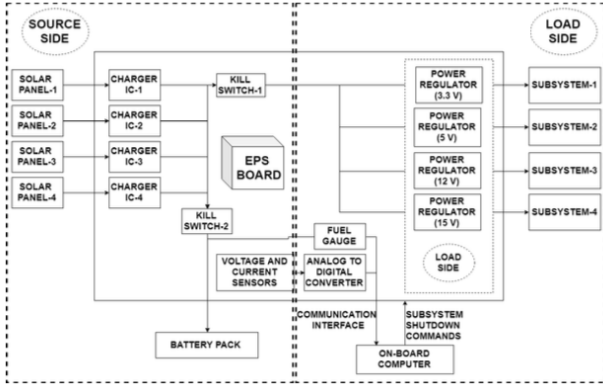 SOURCE
SIDE
LOAD
SIDE
SOLAR
PANEL-1
CHARGER
IC-1
KILL
SWITCH-1
POWER
REGULATOR
(3.3 V)
SUBSYSTEM-1
SOLAR
PANEL-2
CHARGER
IC-2
POWER
REGULATOR
(5 V)
SUBSYSTEM-2
SOLAR
PANEL-3
CHARGER
IC-3
EPS
BOARD
POWER
REGULATOR
(12 V)
SUBSYSTEM-3
SOLAR
PANEL-4
CHARGER
IC-4
KILL
SWITCH-2
POWER
REGULATOR
(15 V)
SUBSYSTEM-4
FUEL
GAUGE
VOLTAGE AND
CURRENT
SENSORS
ANALOG TO
DIGITAL
CONVERTER
LOAD
SIDE
COMMUNICATION
INTERFACE
SUBSYSTEM
SHUTDOWN
COMMANDS
BATTERY PACK
ON-BOARD
COMPUTER